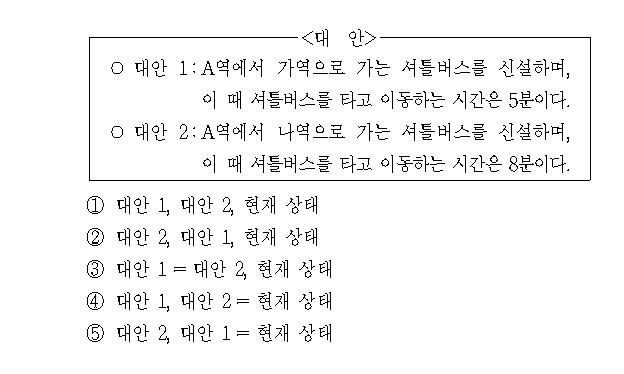 <대 안>
○ 대안 1:A역에서 가역으로 가는 셔틀버스를 신설하며,
이 때 셔틀버스를 타고 이동하는 시간은 5분이다.
○ 대안 2:A역에서 나역으로 가는 셔틀버스를 신설하며,
이 때 셔틀버스를 타고 이동하는 시간은 8분이다.
① 대안 1, 대안 2, 현재 상태
② 대안 2, 대안 1, 현재 상태
③ 대안 1 = 대안 2, 현재 상태
④ 대안 1, 대안 2 = 현재 상태
⑤ 대안 2, 대안 1 = 현재 상태